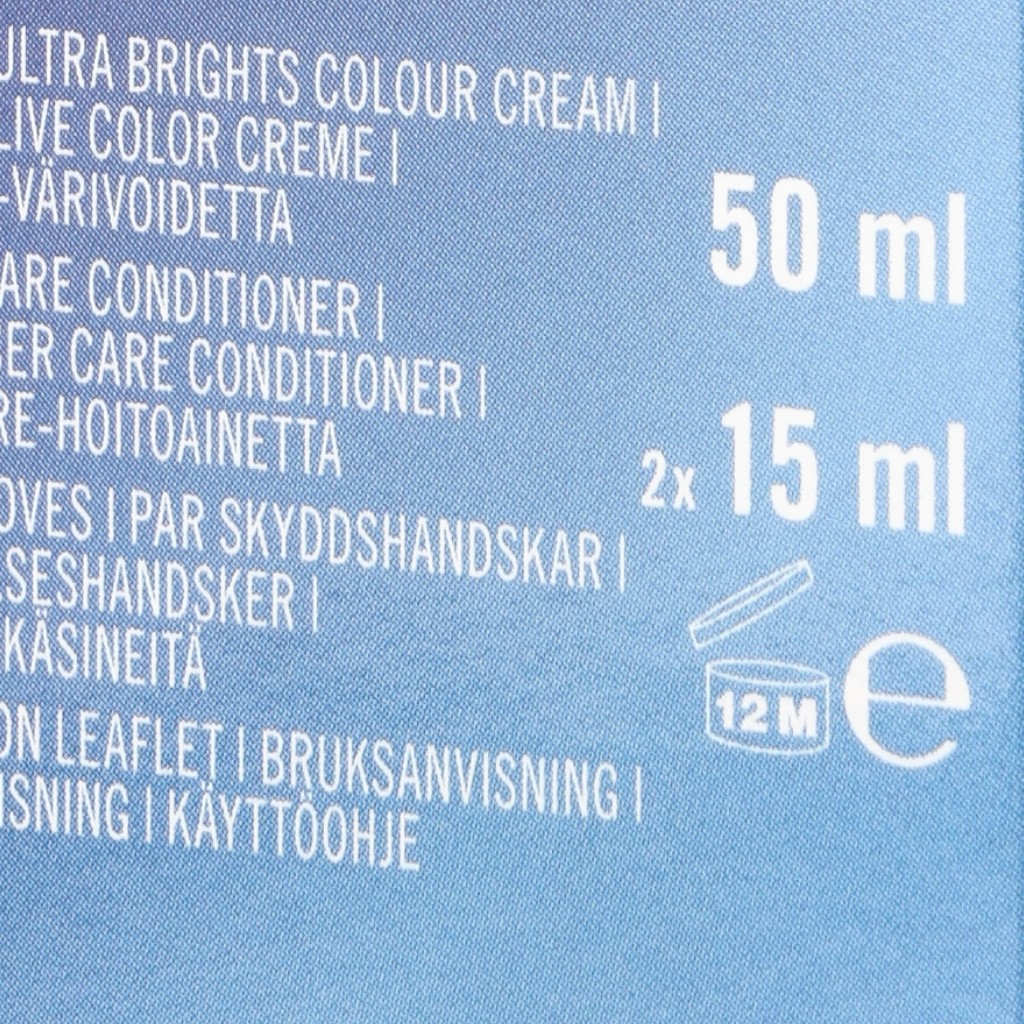 ULTRA BRIGHTS COLOUR CREAM |
LIVE COLOR CREME |
-VÄRIVOIDETTA
50 ml
ARE CONDITIONER |
ER CARE CONDITIONER |
RE-HOITOAINETTA
2x 15 ml
OVES | PAR SKYDDSHANDSKAR |
SESHANDSKER |
KÄSINEITÄ
12 M
e
ON LEAFLET | BRUKSANVISNING |
ISNING | KÄYTTÖOHJE